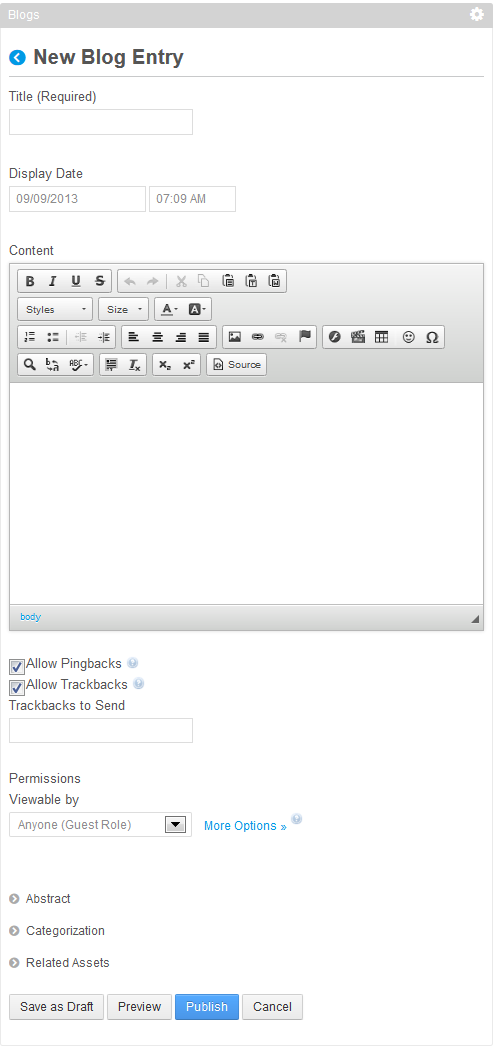 Blogs
New Blog Entry
Title (Required)
Display Date
09/09/2013 07:09 AM
Content
B I U S
Styles Size A A
Source
body
Allow Pingbacks
Allow Trackbacks
Trackbacks to Send
Permissions
Viewable by
Anyone (Guest Role) More Options »
Abstract
Categorization
Related Assets
Save as Draft Preview Publish Cancel